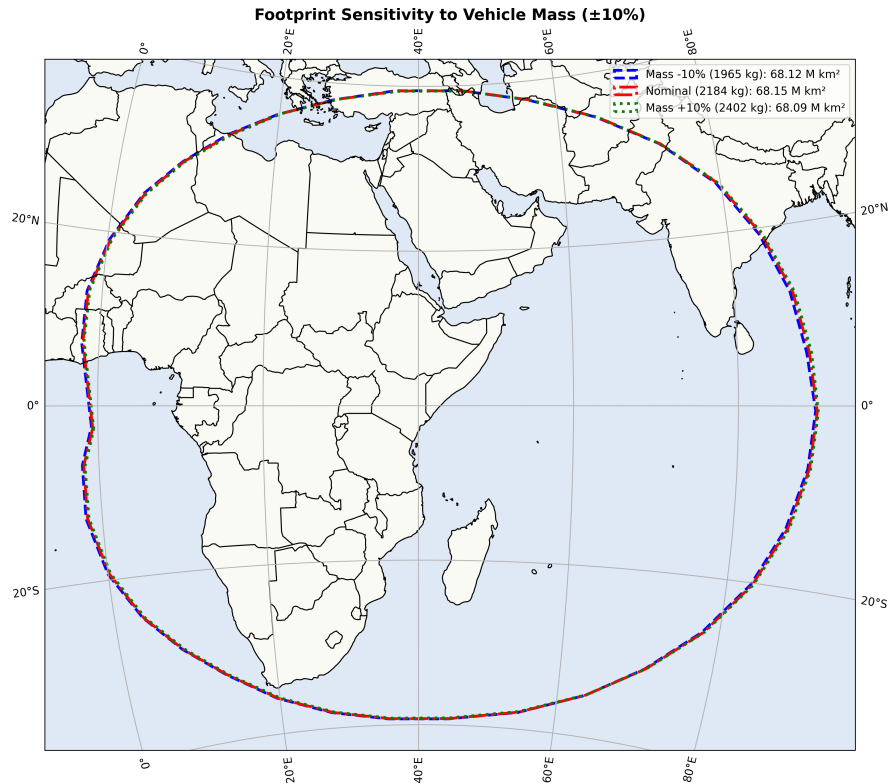 Footprint Sensitivity to Vehicle Mass (±10%)
0° 20°E 40°E 60°E 80°E
Mass -10% (1965 kg): 68.12 M km²
Nominal (2184 kg): 68.15 M km²
Mass +10% (2402 kg): 68.09 M km²
20°N 20°N
0° 0°
20°S 20°S
0° 20°E 40°E 60°E 80°E